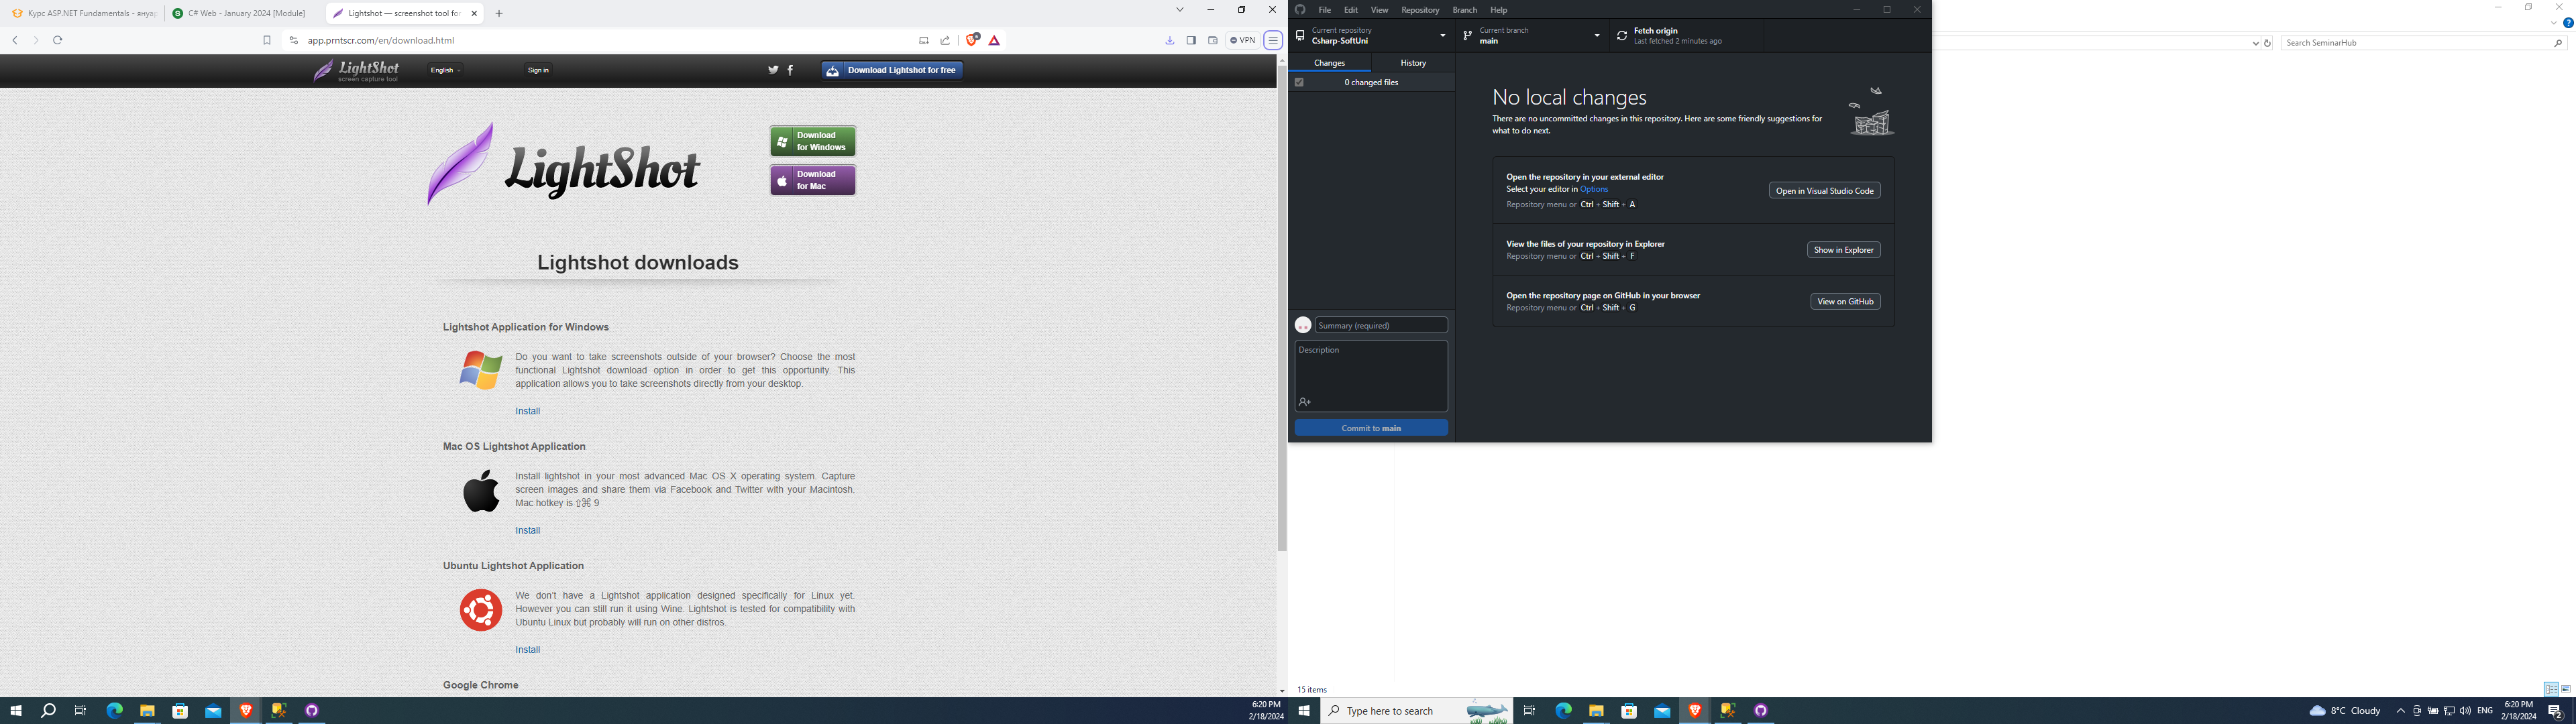 Курс ASP.NET Fundamentals - януар
C# Web - January 2024 [Module]
Lightshot — screenshot tool for
app.prntscr.com/en/download.html
VPN
LightShot
screen capture tool
English
Sign in
Download Lightshot for free
LightShot
Download
for Windows
Download
for Mac
Lightshot downloads
Lightshot Application for Windows
Do you want to take screenshots outside of your browser? Choose the most
functional Lightshot download option in order to get this opportunity. This
application allows you to take screenshots directly from your desktop.
Install
Mac OS Lightshot Application
Install lightshot in your most advanced Mac OS X operating system. Capture
screen images and share them via Facebook and Twitter with your Macintosh.
Mac hotkey is ⇧⌘ 9
Install
Ubuntu Lightshot Application
We don't have a Lightshot application designed specifically for Linux yet.
However you can still run it using Wine. Lightshot is tested for compatibility with
Ubuntu Linux but probably will run on other distros.
Install
Google Chrome
6:20 PM
2/18/2024
File Edit View Repository Branch Help
Current repository
Csharp-SoftUni
Current branch
main
Fetch origin
Last fetched 2 minutes ago
Changes
History
0 changed files
No local changes
There are no uncommitted changes in this repository. Here are some friendly suggestions for
what to do next.
Open the repository in your external editor
Select your editor in Options
Repository menu or Ctrl + Shift + A
Open in Visual Studio Code
View the files of your repository in Explorer
Repository menu or Ctrl + Shift + F
Show in Explorer
Open the repository page on GitHub in your browser
Repository menu or Ctrl + Shift + G
View on GitHub
Summary (required)
Description
Commit to main
Search SeminarHub
15 items
Type here to search
8°C Cloudy
ENG
6:20 PM
2/18/2024
2